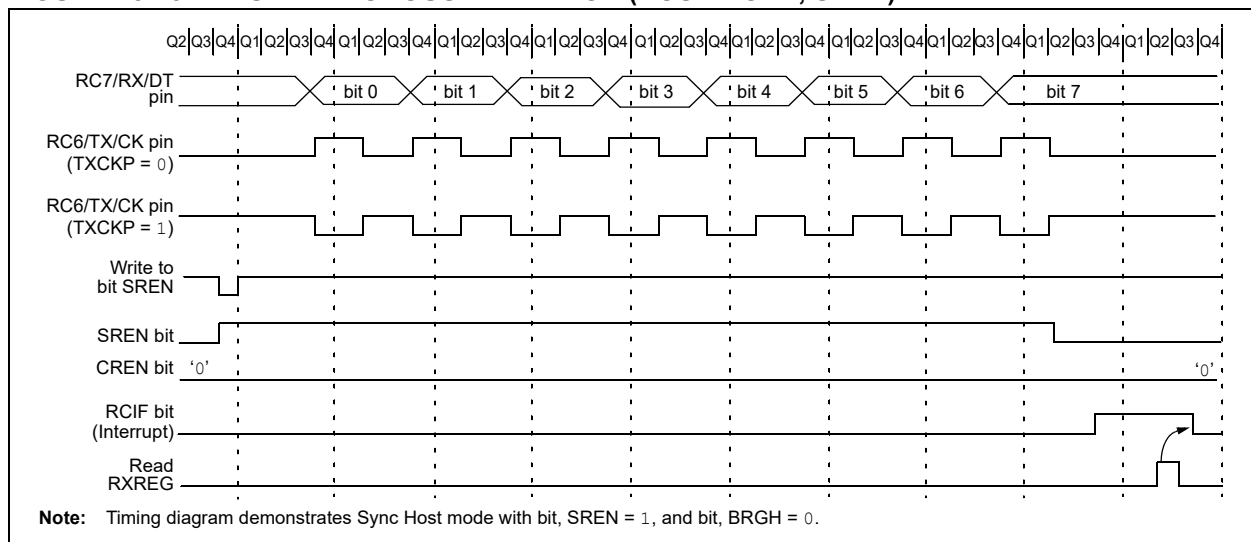 Q2 Q3 Q4 Q1 Q2 Q3 Q4 Q1 Q2 Q3 Q4 Q1 Q2 Q3 Q4 Q1 Q2 Q3 Q4 Q1 Q2 Q3 Q4 Q1 Q2 Q3 Q4 Q1 Q2 Q3 Q4 Q1 Q2 Q3 Q4 Q1 Q2 Q3 Q4 Q1 Q2 Q3 Q4
RC7/RX/DT
pin
bit 0 bit 1 bit 2 bit 3 bit 4 bit 5 bit 6 bit 7
RC6/TX/CK pin
(TXCKP = 0)
RC6/TX/CK pin
(TXCKP = 1)
Write to
bit SREN
SREN bit
CREN bit '0' '0'
RCIF bit
(Interrupt)
Read
RXREG
Note: Timing diagram demonstrates Sync Host mode with bit, SREN = 1, and bit, BRGH = 0.